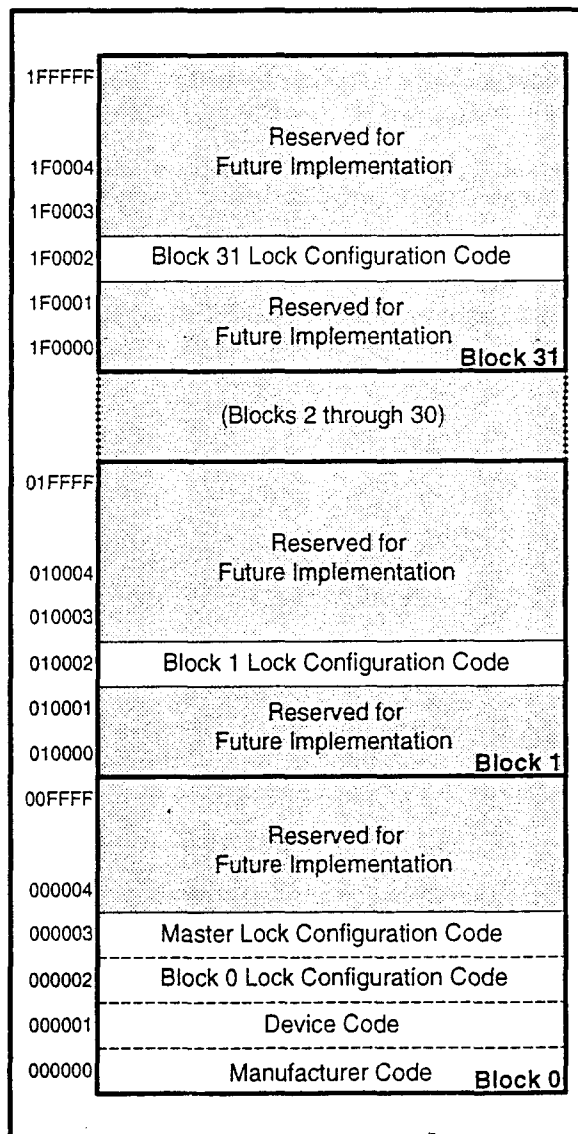 1FFFFF
Reserved for
1F0004 Future Implementation
1F0003
1F0002 Block 31 Lock Configuration Code
1F0001 Reserved for
Future Implementation
1F0000 Block 31
(Blocks 2 through 30)
01FFFF
Reserved for
010004 Future Implementation
010003
010002 Block 1 Lock Configuration Code
010001 Reserved for
010000 Future Implementation
Block 1
00FFFF
Reserved for
Future Implementation
000004
000003 Master Lock Configuration Code
000002 Block 0 Lock Configuration Code
000001 Device Code
000000 Manufacturer Code Block 0